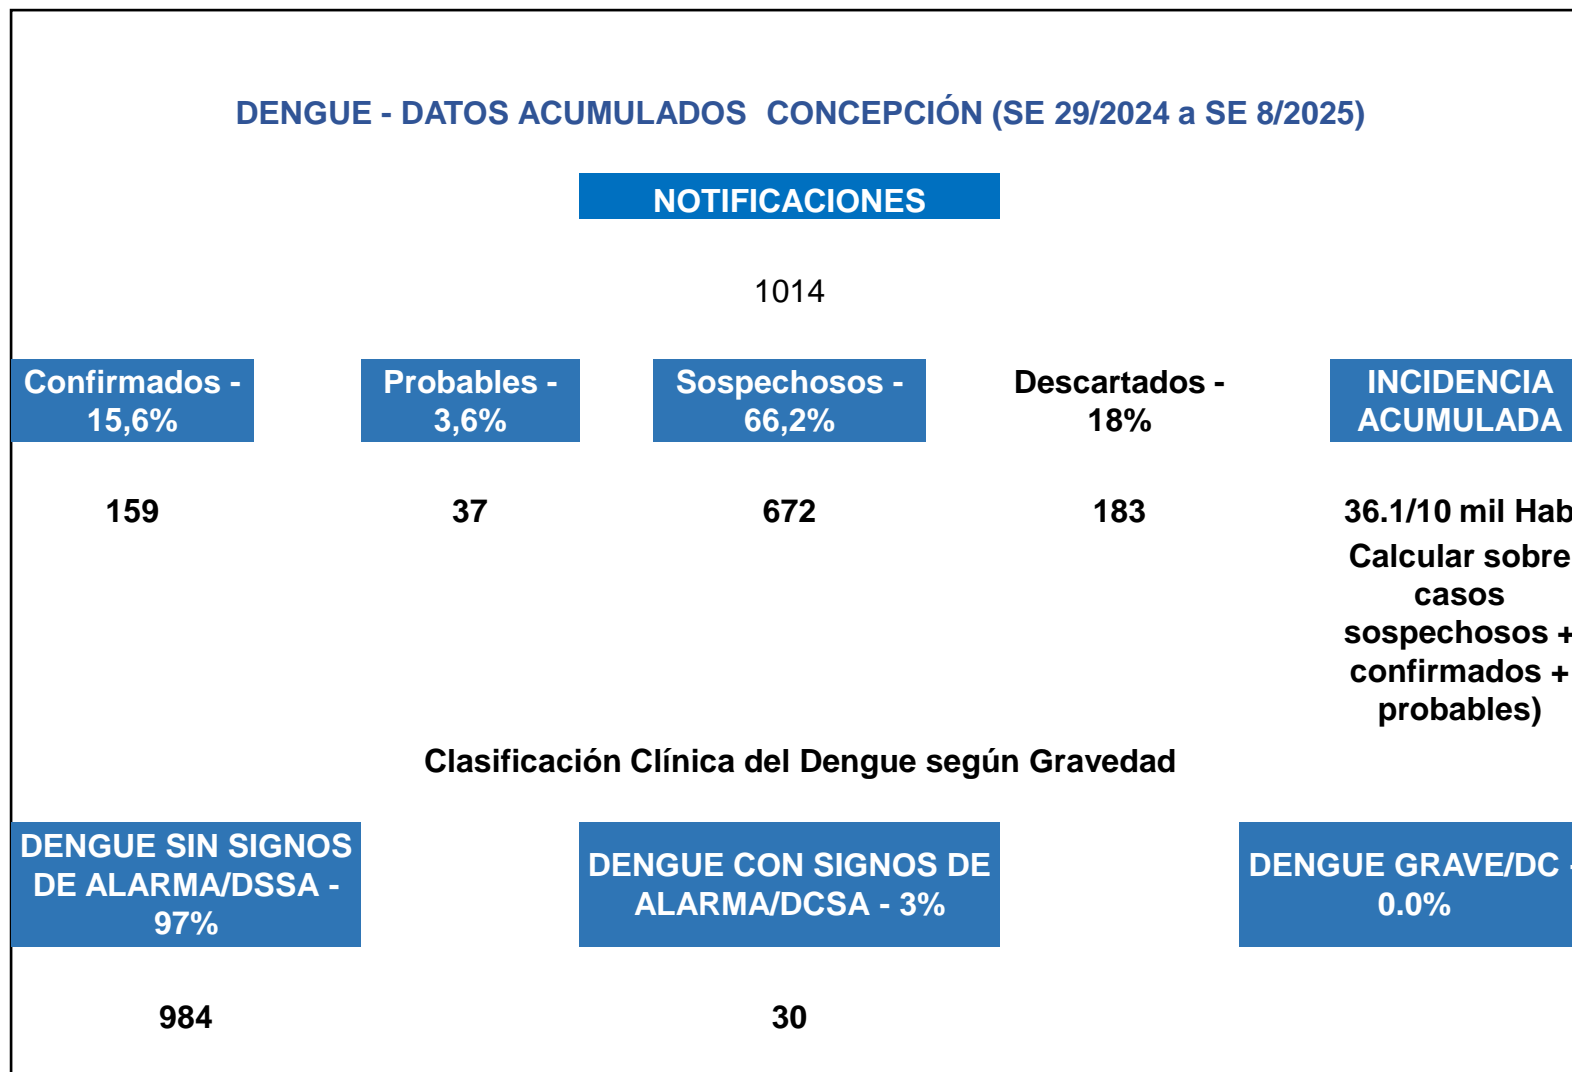 DENGUE - DATOS ACUMULADOS CONCEPCIÓN (SE 29/2024 a SE 8/2025)
NOTIFICACIONES
1014
Confirmados -
15,6%
Probables -
3,6%
Sospechosos -
66,2%
Descartados -
18%
INCIDENCIA
ACUMULADA
159
37
672
183
36.1/10 mil Hab
Calcular sobre
casos
sospechosos +
confirmados +
probables)
Clasificación Clínica del Dengue según Gravedad
DENGUE SIN SIGNOS
DE ALARMA/DSSA -
97%
DENGUE CON SIGNOS DE
ALARMA/DCSA - 3%
DENGUE GRAVE/DC -
0.0%
984
30